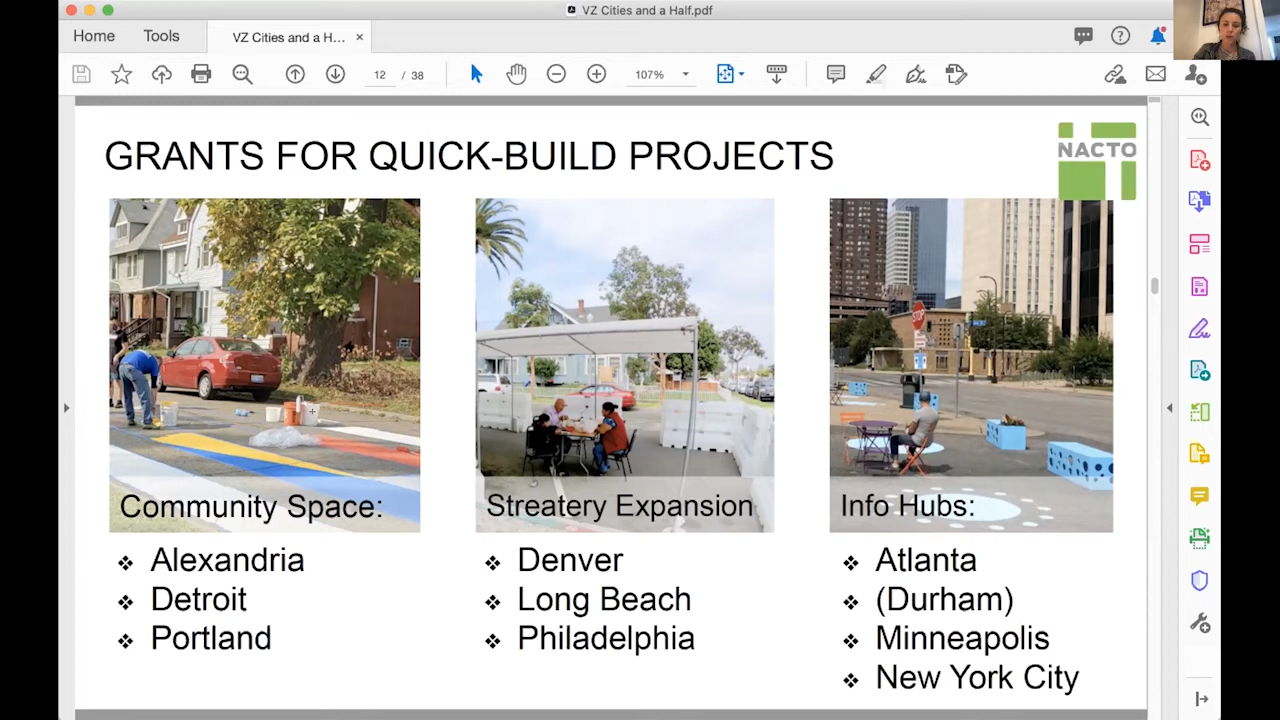 VZ Cities and a Half.pdf
Home
Tools
VZ Cities and a H...
12 / 38
107%
GRANTS FOR QUICK-BUILD PROJECTS
NACTO
STOP
Community Space:
Alexandria
Detroit
Portland
Streatery Expansion
Denver
Long Beach
Philadelphia
Info Hubs:
Atlanta
(Durham)
Minneapolis
New York City